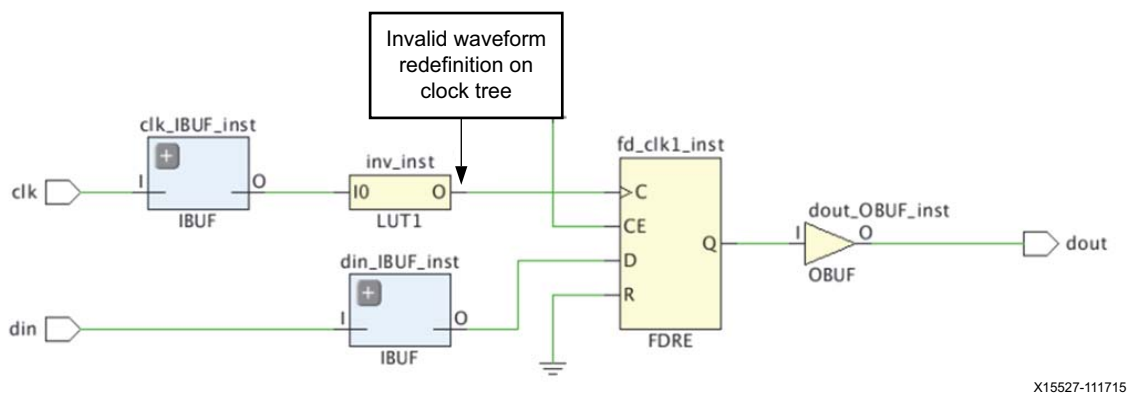 Invalid waveform
redefinition on
clock tree
clk_IBUF_inst
fd_clk1_inst
inv_inst
clk
I
O
I0
O
C
IBUF
LUT1
dout_OBUF_inst
CE
din_IBUF_inst
Q
I
O
dout
D
OBUF
R
din
I
O
IBUF
FDRE
X15527-111715